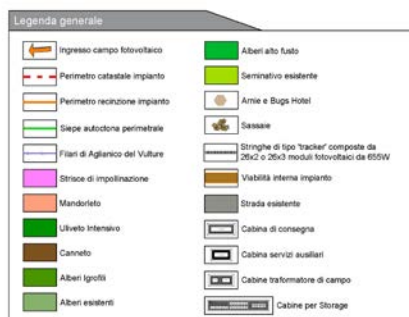 Legenda generale
Ingresso campo fotovoltaico
Perimetro catastale impianto
Perimetro recinzione impianto
Siepe autoctona perimetrale
Filari di Aglianico del Vulture
Strisce di impollinazione
Mandorleto
Uliveto Intensivo
Canneto
Alberi Igrofili
Alberi esistenti
Alberi alto fusto
Seminativo esistente
Arnie e Bugs Hotel
Sassaie
Stringhe di tipo 'tracker' composte da
26x2 o 26x3 moduli fotovoltaici da 655W
Viabilità interna impianto
Strada esistente
Cabina di consegna
Cabina servizi ausiliari
Cabine traformatore di campo
Cabine per Storage